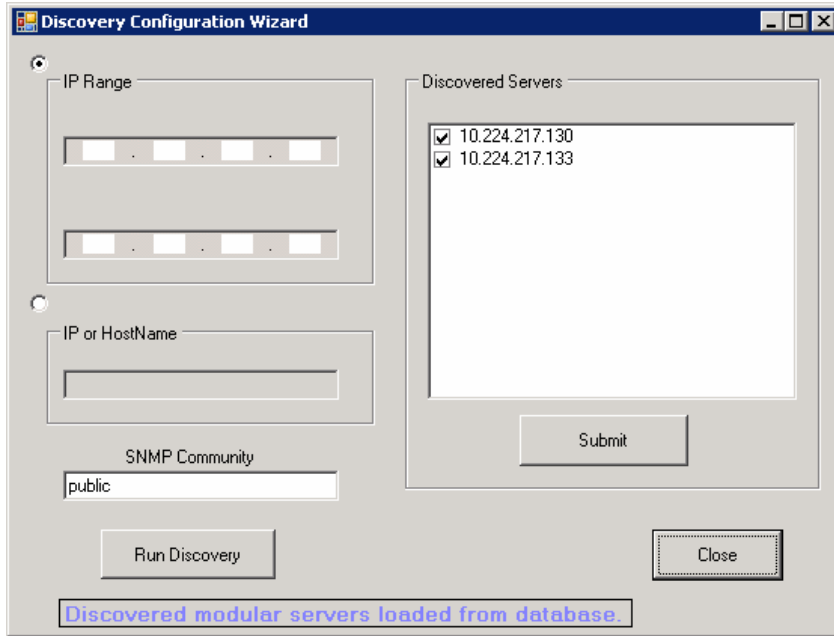 Discovery Configuration Wizard
IP Range
. . .
. . .
IP or HostName
SNMP Community
public
Run Discovery
Discovered Servers
10.224.217.130
10.224.217.133
Submit
Close
Discovered modular servers loaded from database.